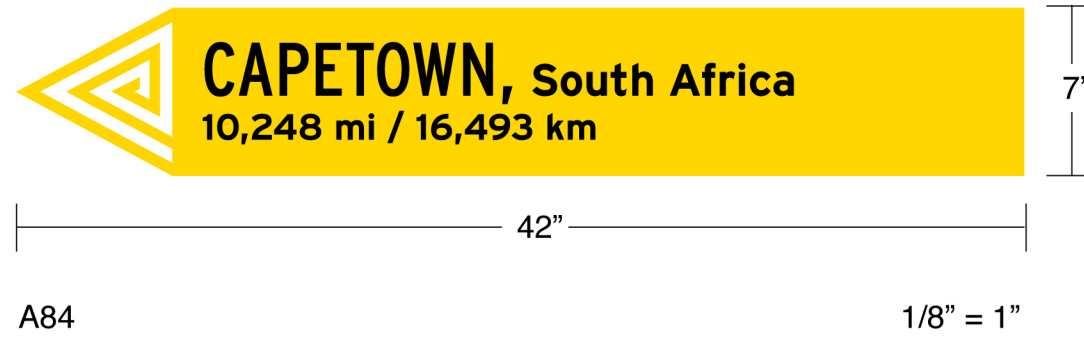 CAPETOWN, South Africa
10,248 mi / 16,493 km
7”
42”
A84
1/8” = 1”